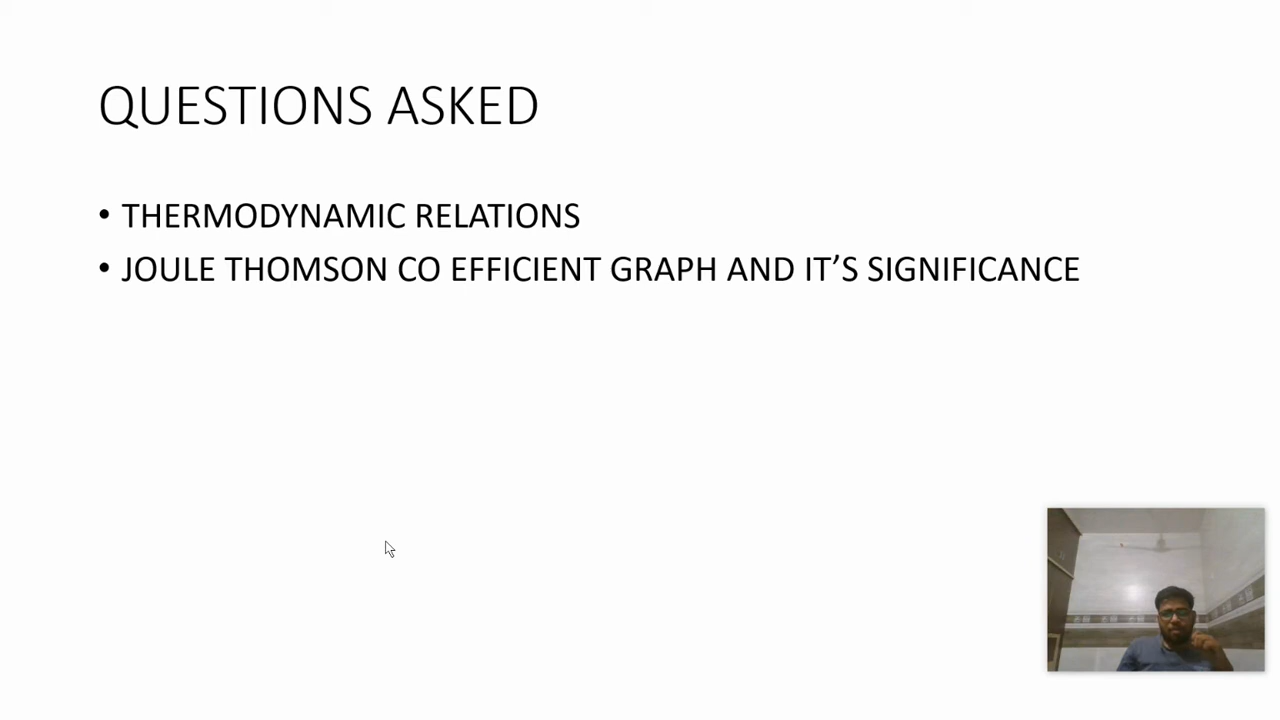 QUESTIONS ASKED
• THERMODYNAMIC RELATIONS
• JOULE THOMSON CO EFFICIENT GRAPH AND IT’S SIGNIFICANCE